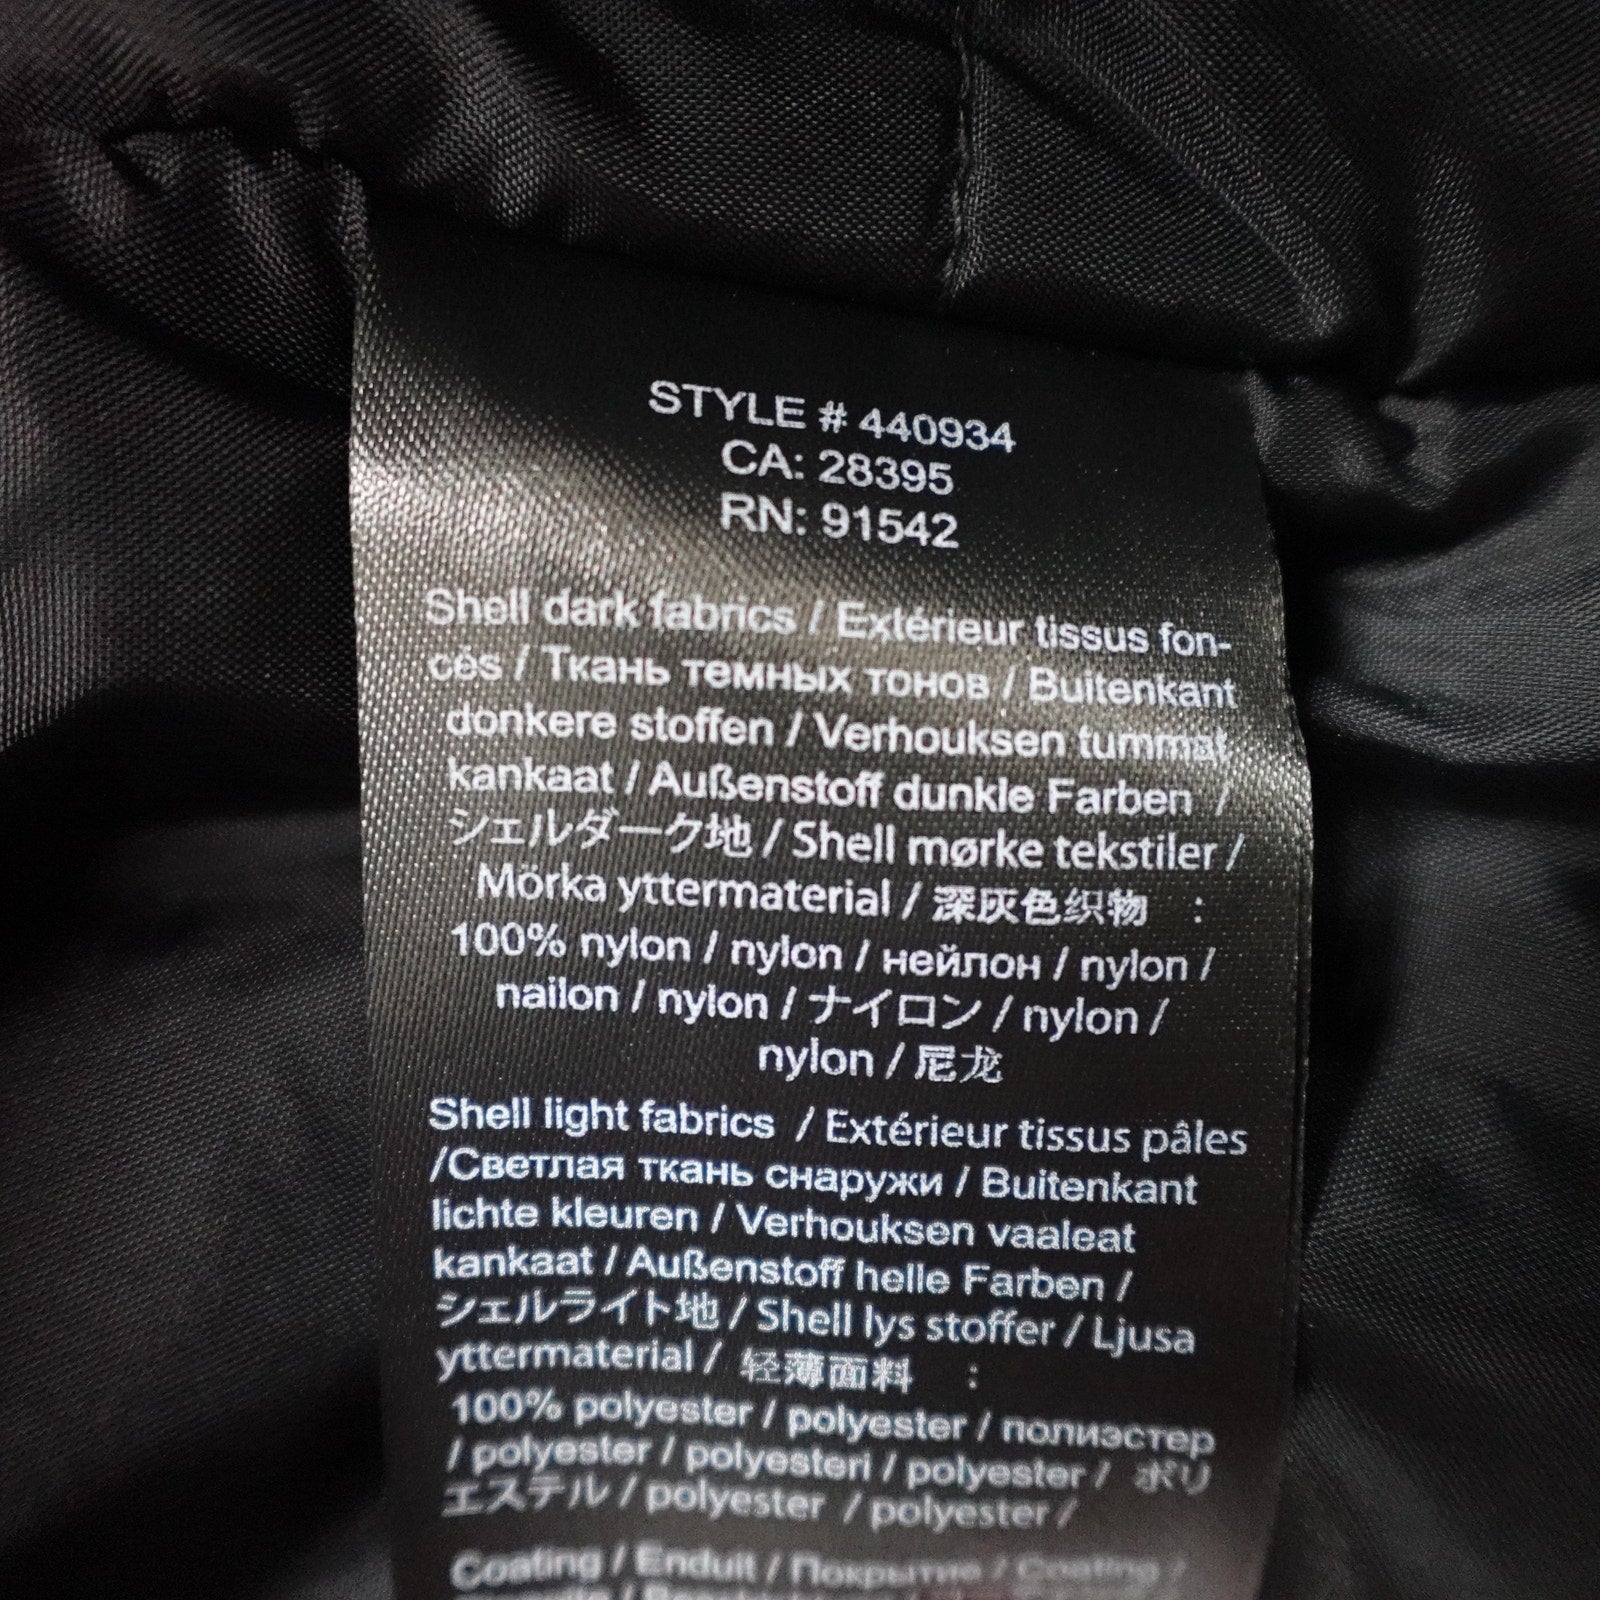 STYLE # 440934
CA: 28395
RN: 91542
Shell dark fabrics / Extérieur tissus fon-
cés / Ткань темных тонов / Buitenkant
donkere stoffen / Verhouksen tummat
kankaat / Außenstoff dunkle Farben /
シェルダーク地 / Shell mørke tekstiler /
Mörka yttermaterial / 深灰色织物 :
100% nylon / nylon / нейлон / nylon /
nailon / nylon / ナイロン / nylon /
nylon / 尼龙
Shell light fabrics / Extérieur tissus pâles
/Светлая ткань снаружи / Buitenkant
lichte kleuren / Verhouksen vaaleat
kankaat / Außenstoff helle Farben /
シェルライト地 / Shell lys stoffer / Ljusa
yttermaterial / 轻薄面料 :
100% polyester / polyester / полиэстер
/ polyester / polyesteri / polyester / ポリ
エステル / polyester / polyester /
Coating / Enduit / Покрытие / Coating /